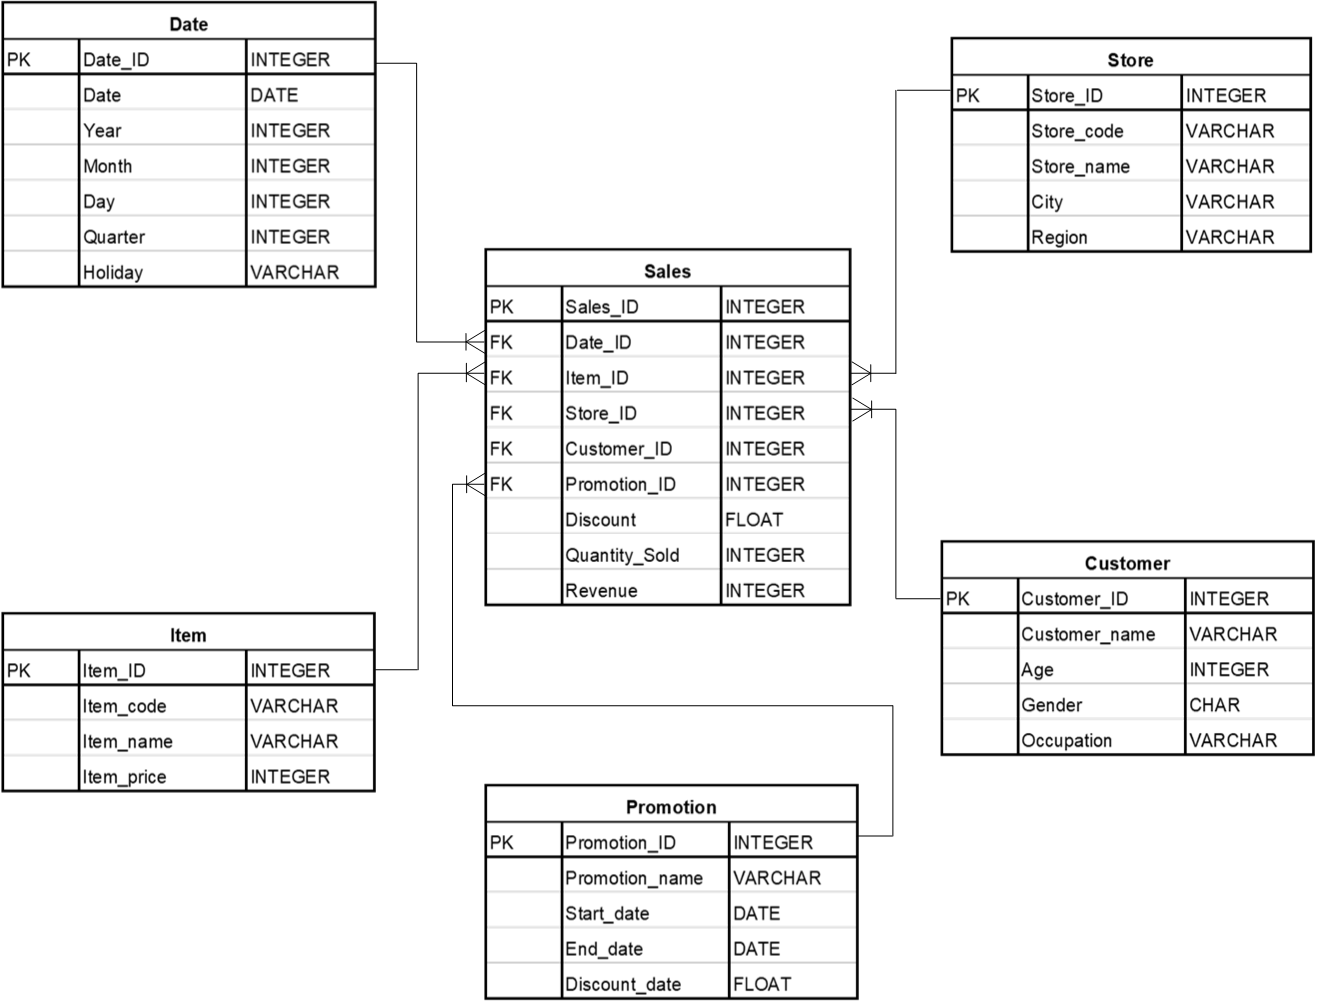 Date
PK Date_ID INTEGER
Date DATE
Year INTEGER
Month INTEGER
Day INTEGER
Quarter INTEGER
Holiday VARCHAR
Store
PK Store_ID INTEGER
Store_code VARCHAR
Store_name VARCHAR
City VARCHAR
Region VARCHAR
Sales
PK Sales_ID INTEGER
FK Date_ID INTEGER
FK Item_ID INTEGER
FK Store_ID INTEGER
FK Customer_ID INTEGER
FK Promotion_ID INTEGER
Discount FLOAT
Quantity_Sold INTEGER
Revenue INTEGER
Customer
PK Customer_ID INTEGER
Customer_name VARCHAR
Age INTEGER
Gender CHAR
Occupation VARCHAR
Item
PK Item_ID INTEGER
Item_code VARCHAR
Item_name VARCHAR
Item_price INTEGER
Promotion
PK Promotion_ID INTEGER
Promotion_name VARCHAR
Start_date DATE
End_date DATE
Discount_date FLOAT